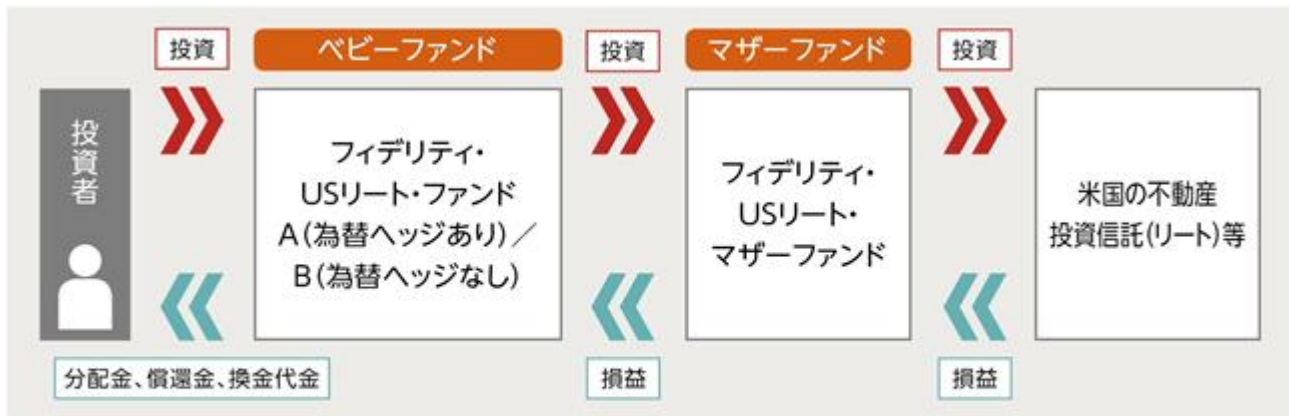 投資
ベビーファンド
投資
マザーファンド
投資
投資者
フィデリティ・
USリート・ファンド
A(為替ヘッジあり)／
B(為替ヘッジなし)
フィデリティ・
USリート・
マザーファンド
米国の不動産
投資信託(リート)等
分配金、償還金、換金代金
損益
損益